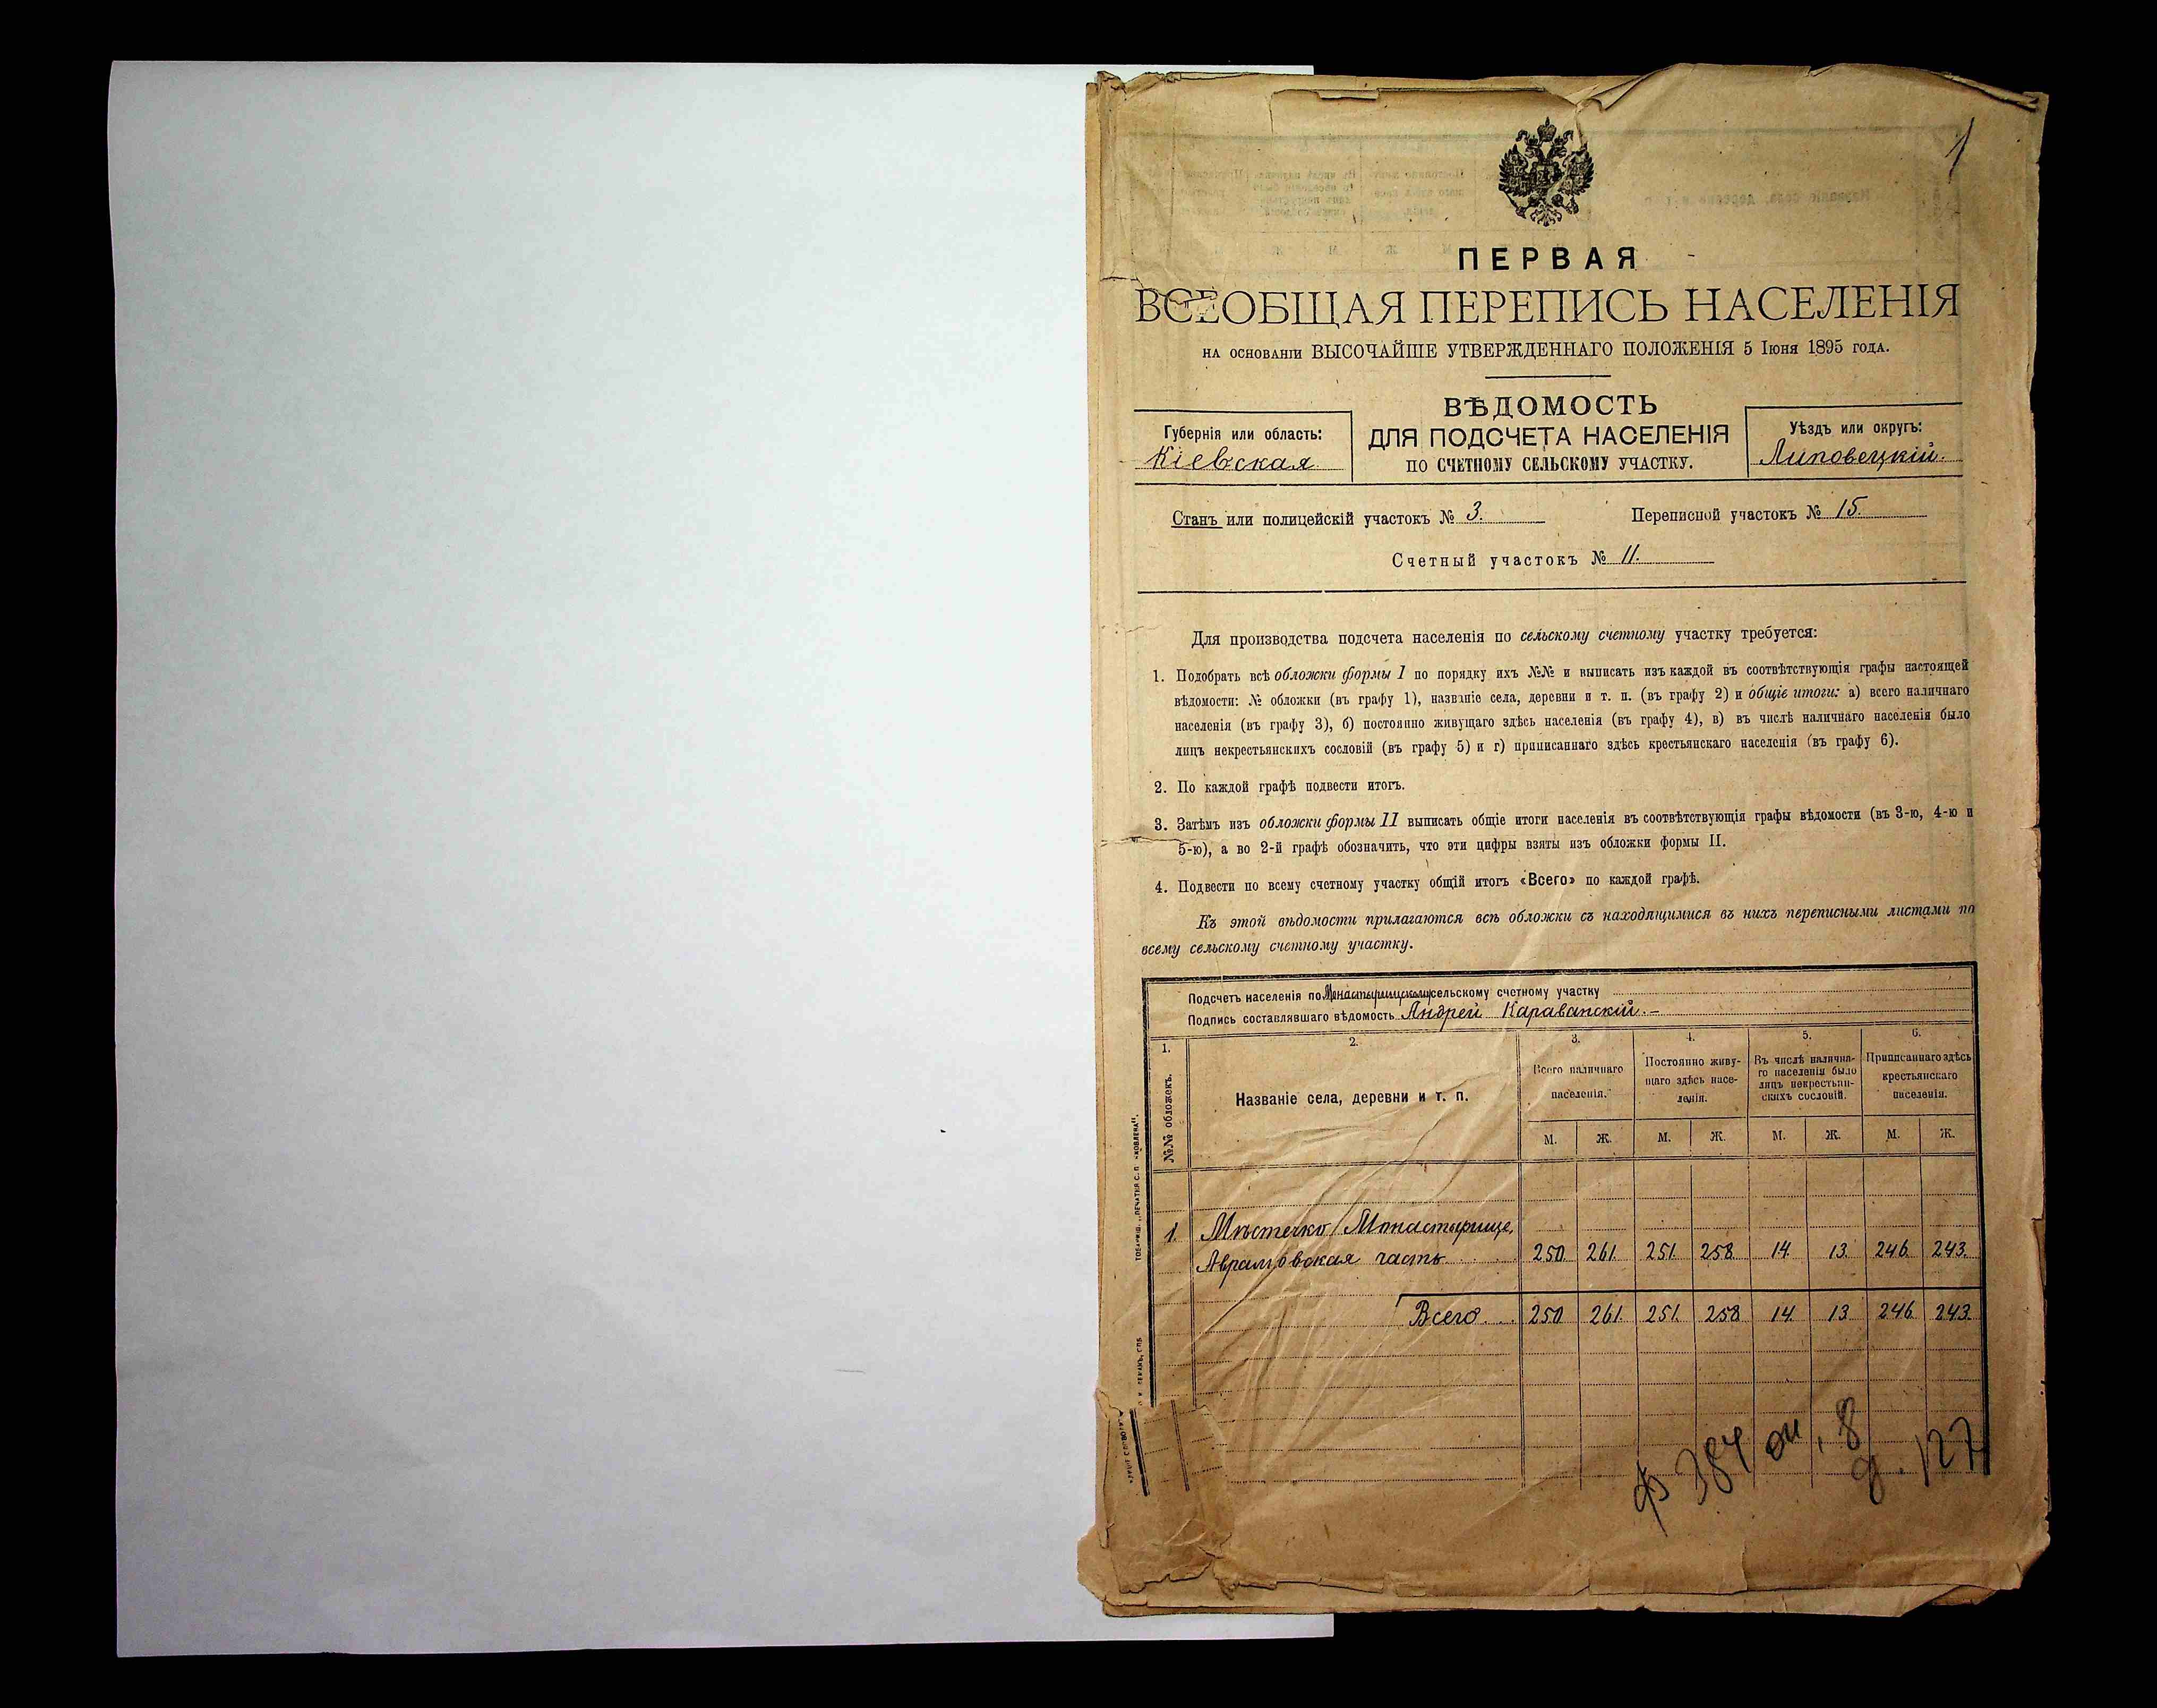 1
ПЕРВАЯ
ВСЕОБЩАЯ ПЕРЕПИСЬ НАСЕЛЕНІЯ
НА ОСНОВАНІИ ВЫСОЧАЙШЕ УТВЕРЖДЕННАГО ПОЛОЖЕНІЯ 5 Іюня 1895 ГОДА.
ВѢДОМОСТЬ
ДЛЯ ПОДСЧЕТА НАСЕЛЕНІЯ
ПО СЧЕТНОМУ СЕЛЬСКОМУ УЧАСТКУ.
Губернія или область:
Кіевская.
Уѣздъ или округъ:
Липовецкій.
Станъ или полицейскій участокъ № 3. Переписной участокъ № 15.
Счетный участокъ № 11.
Для производства подсчета населенія по сельскому счетному участку требуется:
1. Подобрать всѣ обложки формы I по порядку ихъ №№ и выписать изъ каждой въ соотвѣтствующія графы настоящей
вѣдомости: № обложки (въ графу 1), названіе села, деревни и т. п. (въ графу 2) и общіе итоги: а) всего наличнаго
населенія (въ графу 3), б) постоянно живущаго здѣсь населенія (въ графу 4), в) въ числѣ наличнаго населенія было
лицъ некрестьянскихъ сословій (въ графу 5) и г) приписаннаго здѣсь крестьянскаго населенія (въ графу 6).
2. По каждой графѣ подвести итогъ.
3. Затѣмъ изъ обложки формы II выписать общіе итоги населенія въ соотвѣтствующія графы вѣдомости (въ 3-ю, 4-ю и
5-ю), а во 2-й графѣ обозначить, что эти цифры взяты изъ обложки формы II.
4. Подвести по всему счетному участку общій итогъ «Всего» по каждой графѣ.
Къ этой вѣдомости прилагаются всѣ обложки съ находящимися въ нихъ переписными листами по
всему сельскому счетному участку.
Подсчетъ населенія по Монастырищскому сельскому счетному участку
Подпись составлявшаго вѣдомость Андрей Караванскій.
1. 2. 3. 4. 5. 6.
№№ обложекъ.
Названіе села, деревни и т. п.
Всего наличнаго
населенія.
Постоянно живу-
щаго здѣсь насе-
ленія.
Въ числѣ налична-
го населенія было
лицъ некрестьян-
скихъ сословій.
Приписаннаго здѣсь
крестьянскаго
населенія.
М. Ж. М. Ж. М. Ж. М. Ж.
1. Мѣстечко Монастырище,
Аврамовская часть 250. 261. 251. 258. 14. 13. 246. 243.
Всего 250 261. 251. 258 14. 13 246. 243.
ф 384 оп. 8
д. 127